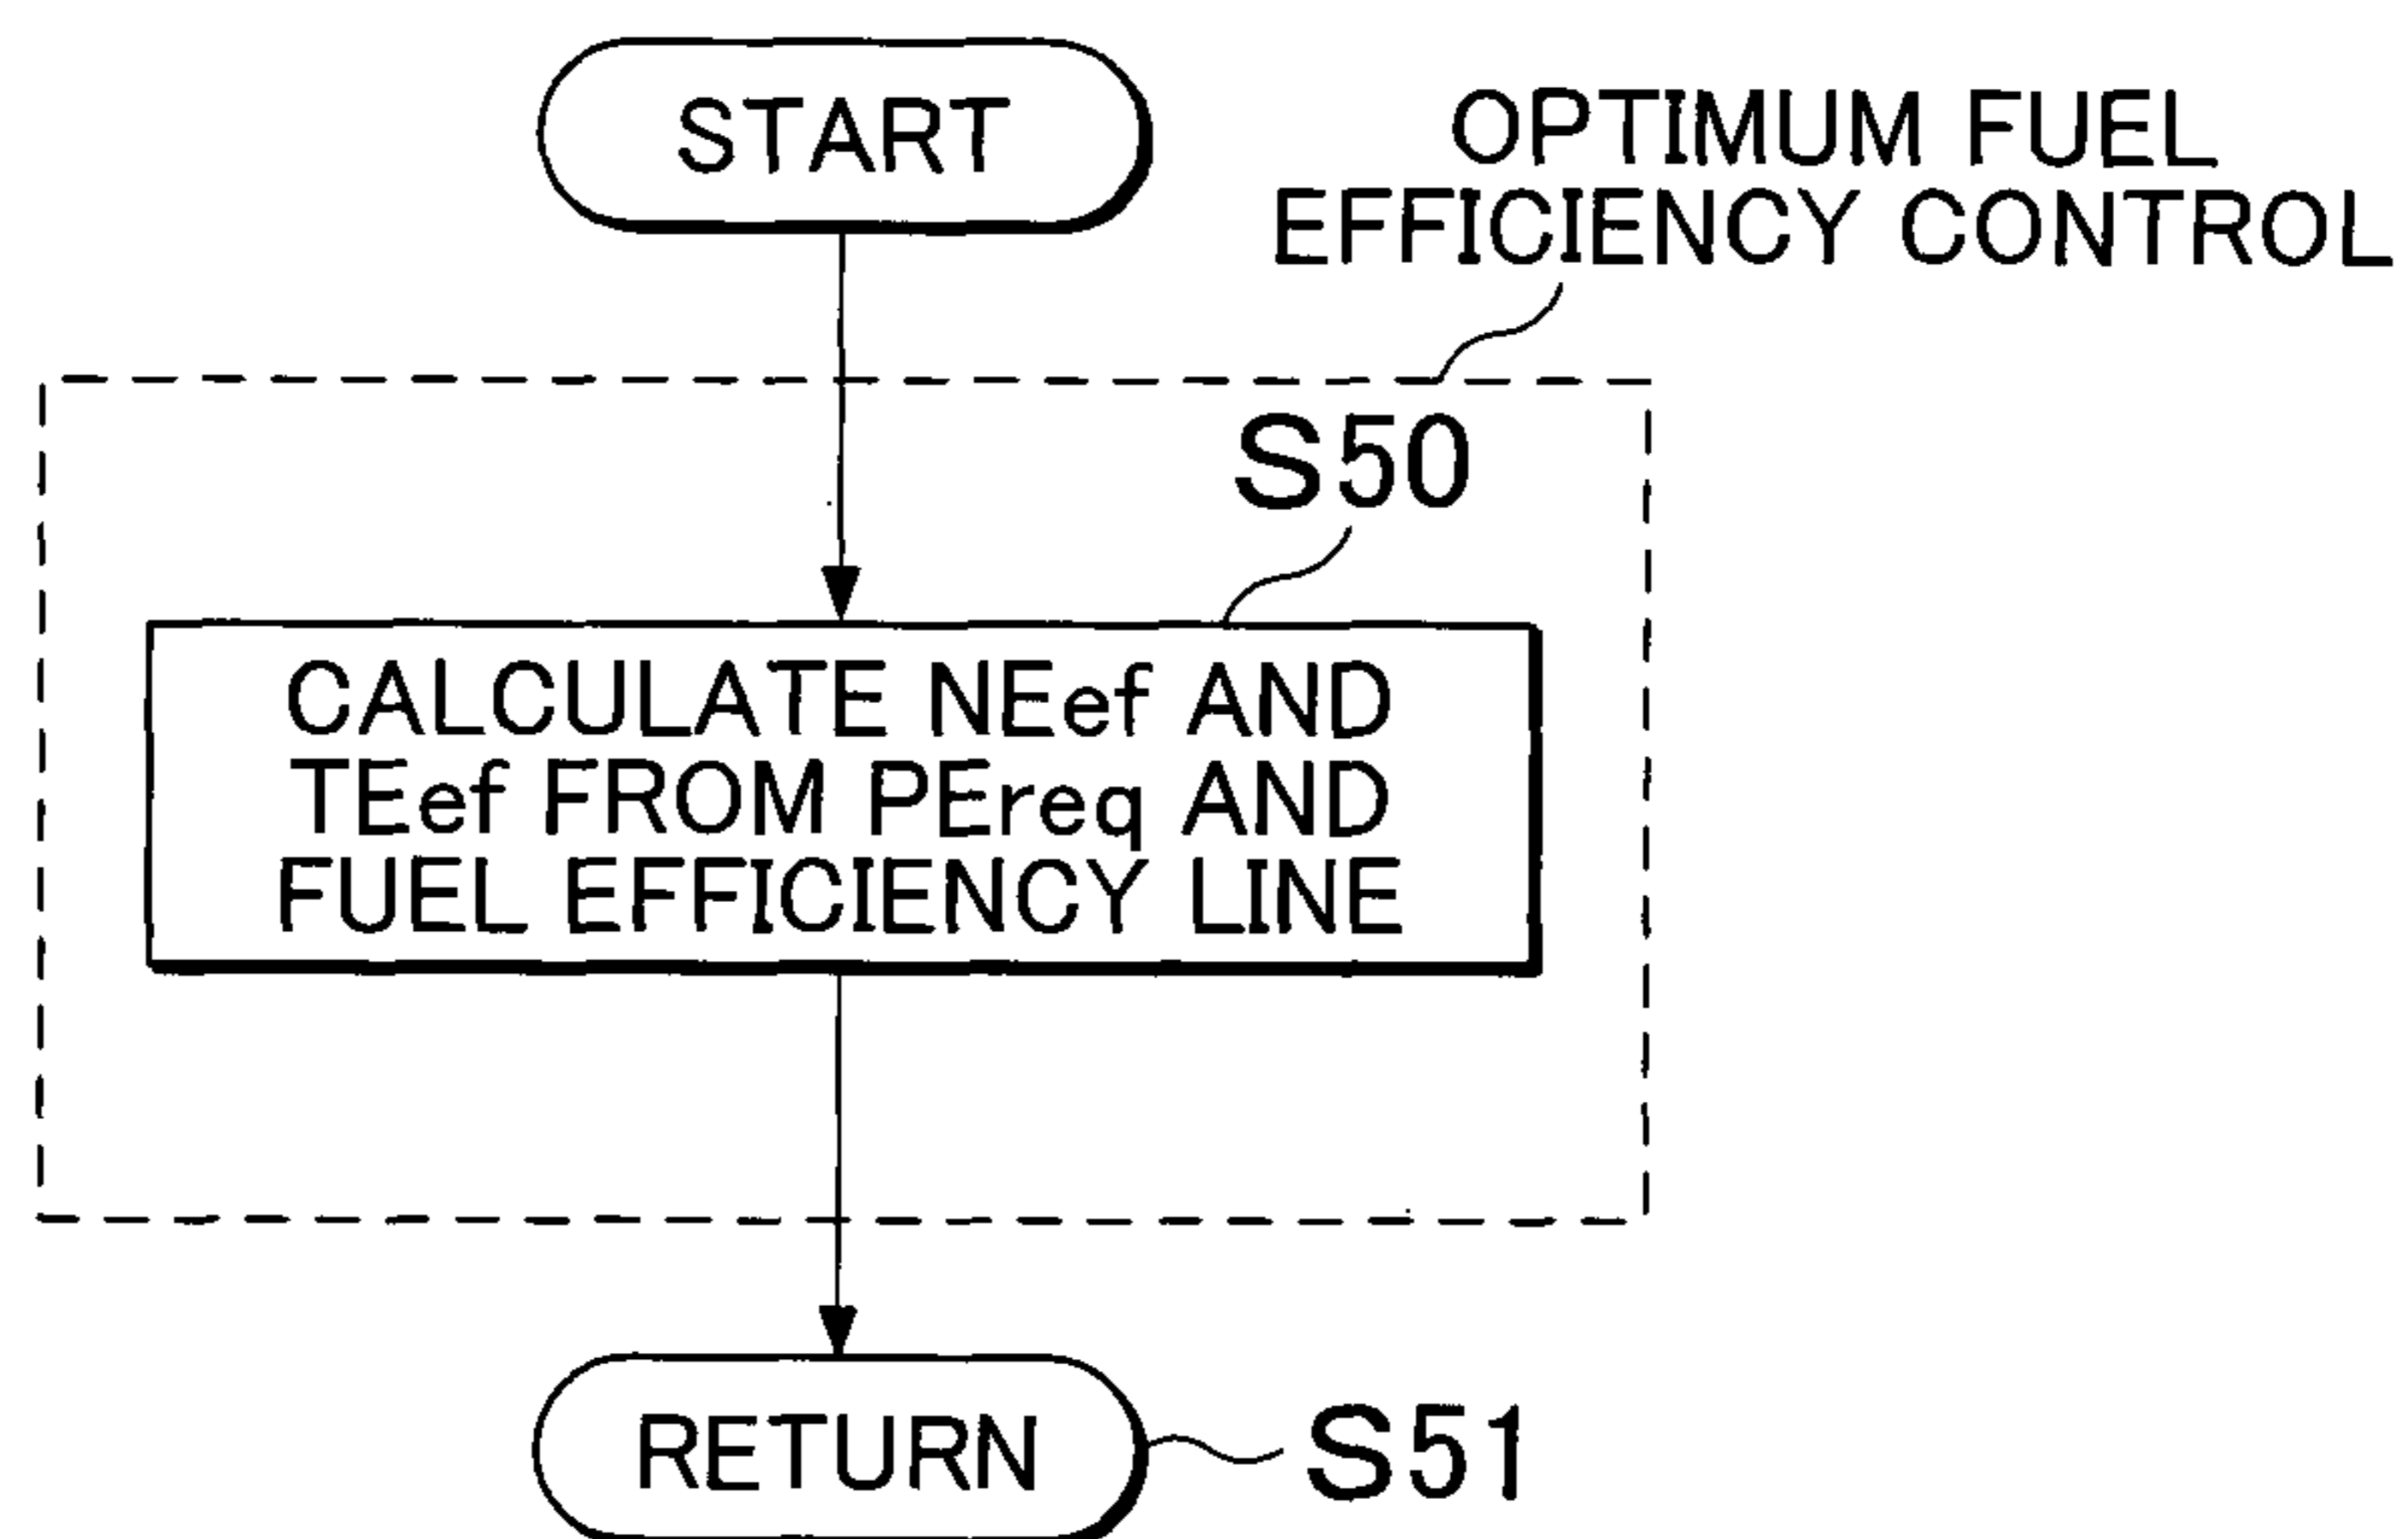 START
OPTIMUM FUEL
EFFICIENCY CONTROL
S50
CALCULATE NEef AND
TEef FROM PEreq AND
FUEL EFFICIENCY LINE
RETURN
S51